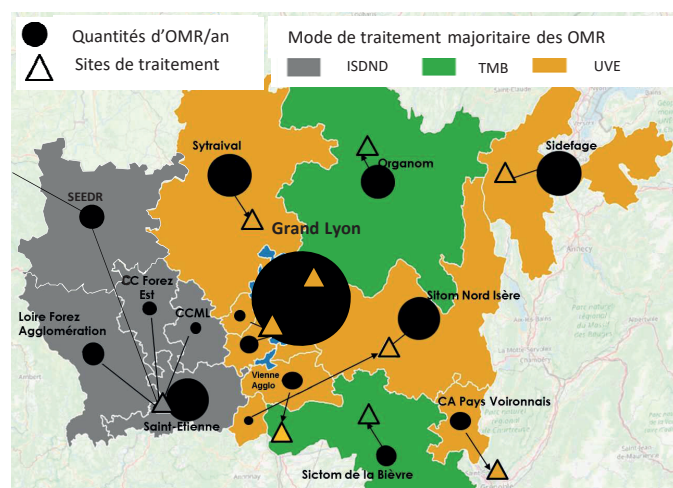 Quantités d'OMR/an
Sites de traitement
Mode de traitement majoritaire des OMR
ISDND
TMB
UVE
Sytraival
Organom
Sidefage
SEEDR
Grand Lyon
CC Forez
Est
CCML
Loire Forez
Agglomération
Sitom Nord Isère
Vienne
Agglo
Saint-Etienne
CA Pays Voironnais
Sictom de la Bièvre
Annecy